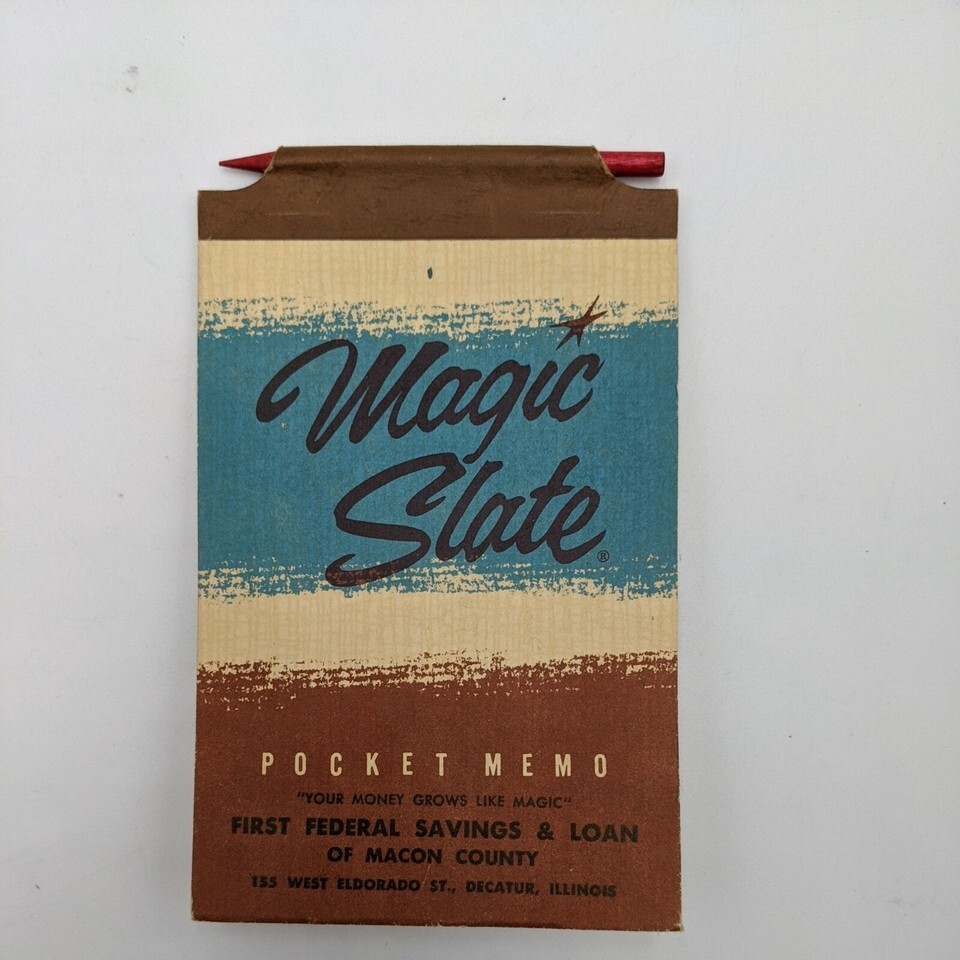 Magic
Slate®
POCKET MEMO
"YOUR MONEY GROWS LIKE MAGIC"
FIRST FEDERAL SAVINGS & LOAN
OF MACON COUNTY
155 WEST ELDORADO ST., DECATUR, ILLINOIS